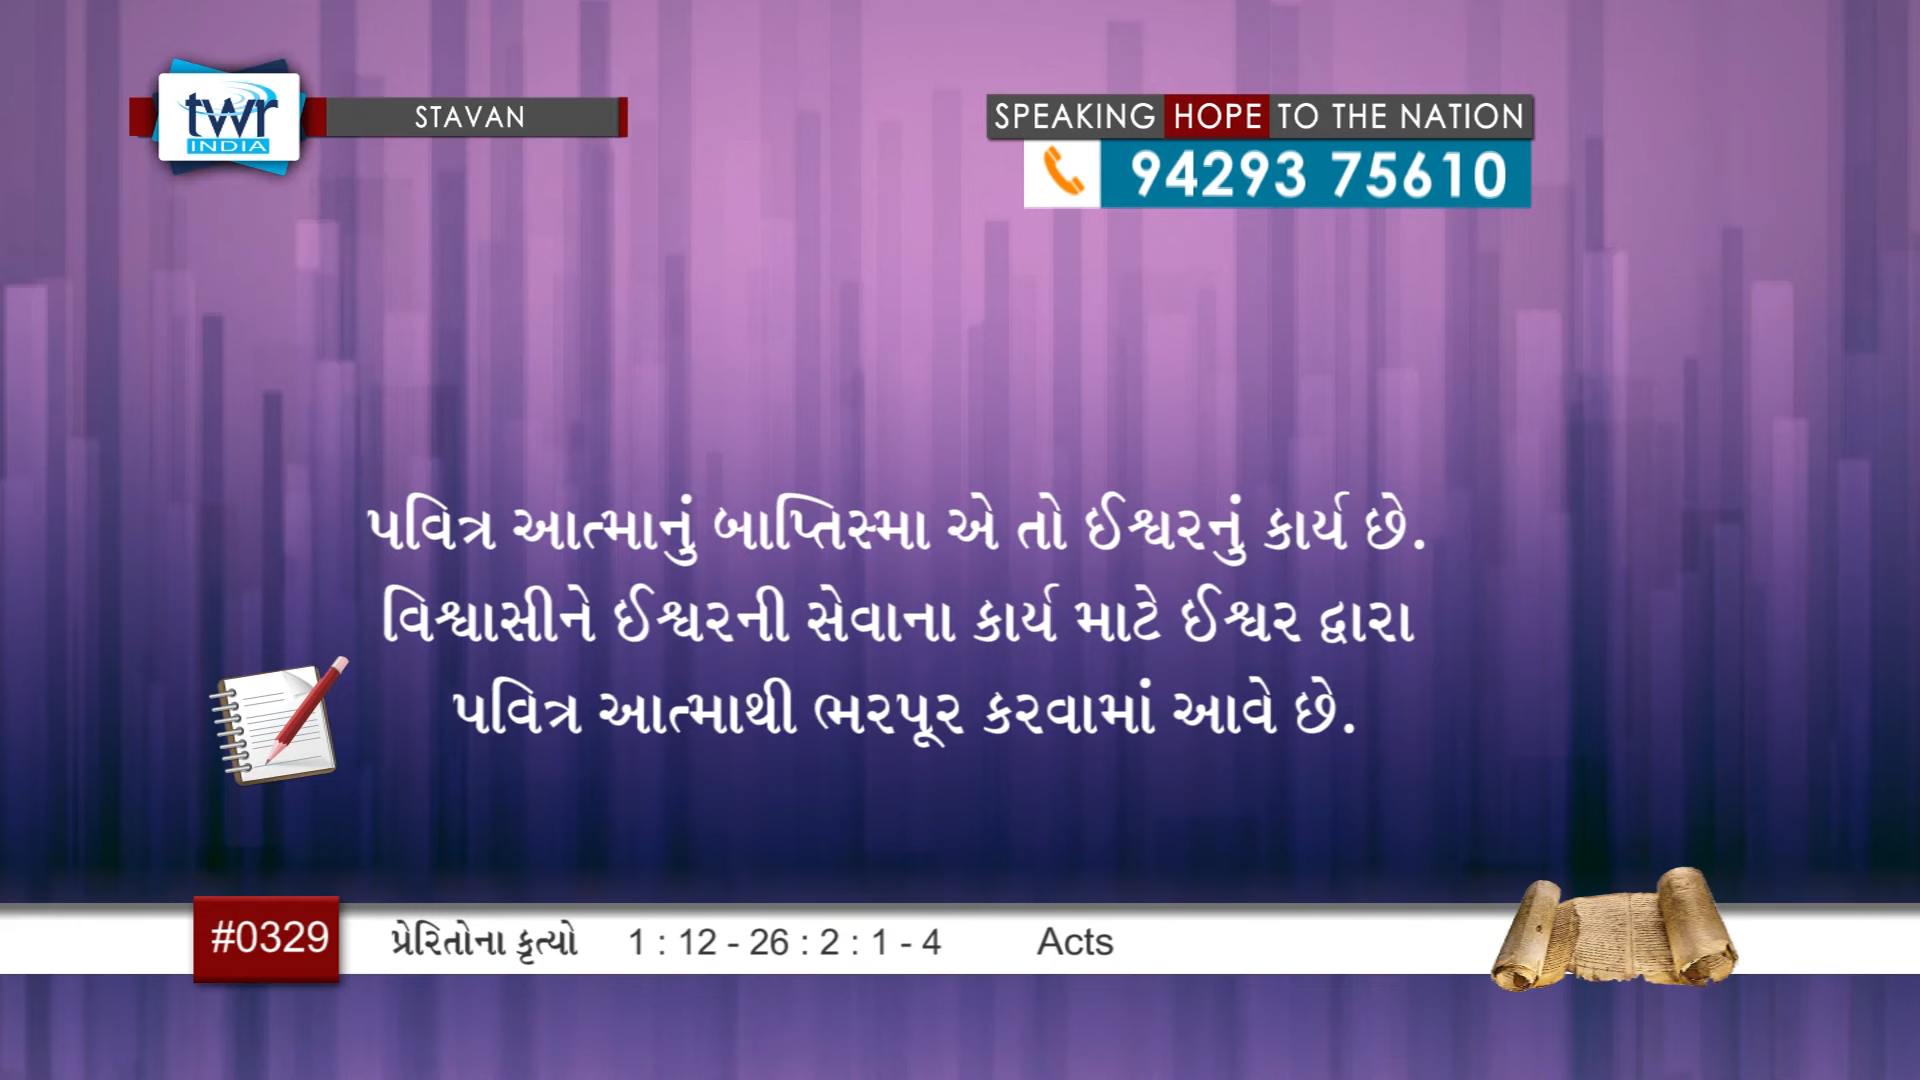 twr
INDIA
STAVAN
SPEAKING HOPE TO THE NATION
94293 75610
પવિત્ર આત્માનું બાપ્તિસ્મા એ તો ઈશ્વરનું કાર્ય છે.
વિશ્વાસીને ઈશ્વરની સેવાના કાર્ય માટે ઈશ્વર દ્વારા
પવિત્ર આત્માથી ભરપૂર કરવામાં આવે છે.
#0329 પ્રેરિતોના કૃત્યો 1 : 12 - 26 : 2 : 1 - 4 Acts